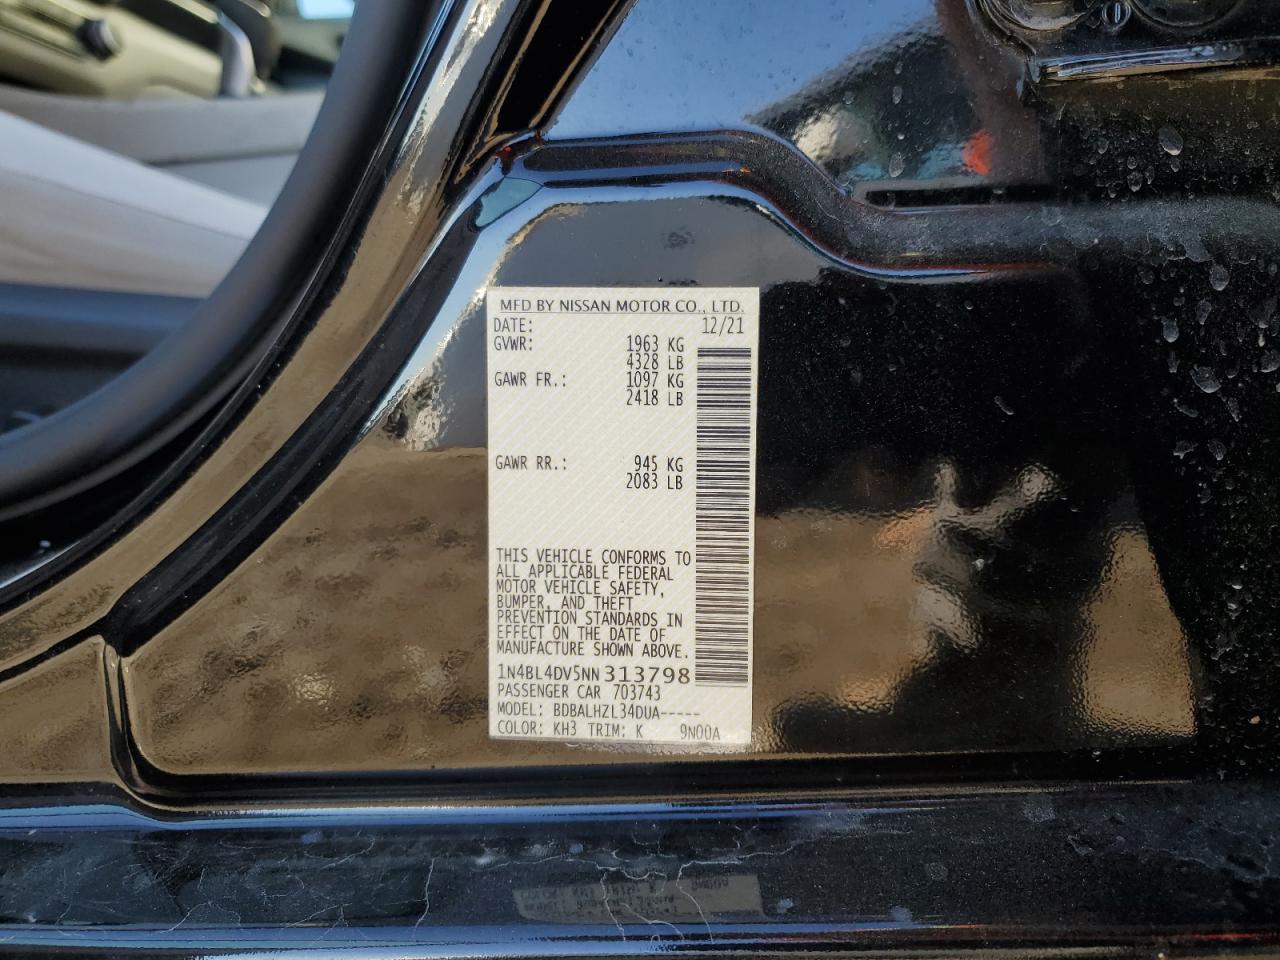 MFD BY NISSAN MOTOR CO., LTD.
DATE: 12/21
GVWR: 1963 KG
4328 LB
GAWR FR.: 1097 KG
2418 LB
GAWR RR.: 945 KG
2083 LB
THIS VEHICLE CONFORMS TO
ALL APPLICABLE FEDERAL
MOTOR VEHICLE SAFETY,
BUMPER, AND THEFT
PREVENTION STANDARDS IN
EFFECT ON THE DATE OF
MANUFACTURE SHOWN ABOVE.
1N4BL4DV5NN313798
PASSENGER CAR 703743
MODEL: BDBALHZL34DUA-----
COLOR: KH3 TRIM: K 9N00A